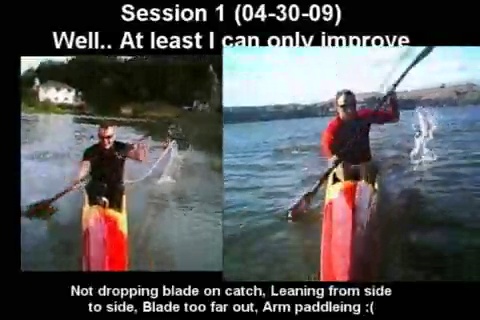 Session 1 (04-30-09)
Well.. At least I can only improve
Not dropping blade on catch, Leaning from side
to side, Blade too far out, Arm paddleing :(